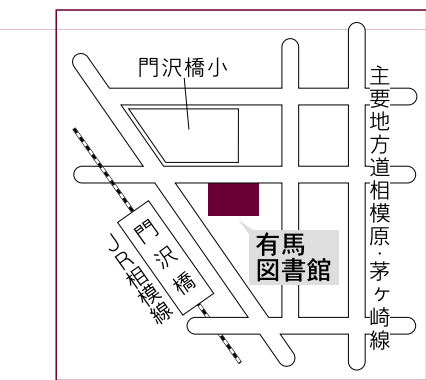 門沢橋小
主要地方道相模原・茅ヶ崎線
門沢橋
JR相模線
有馬
図書館